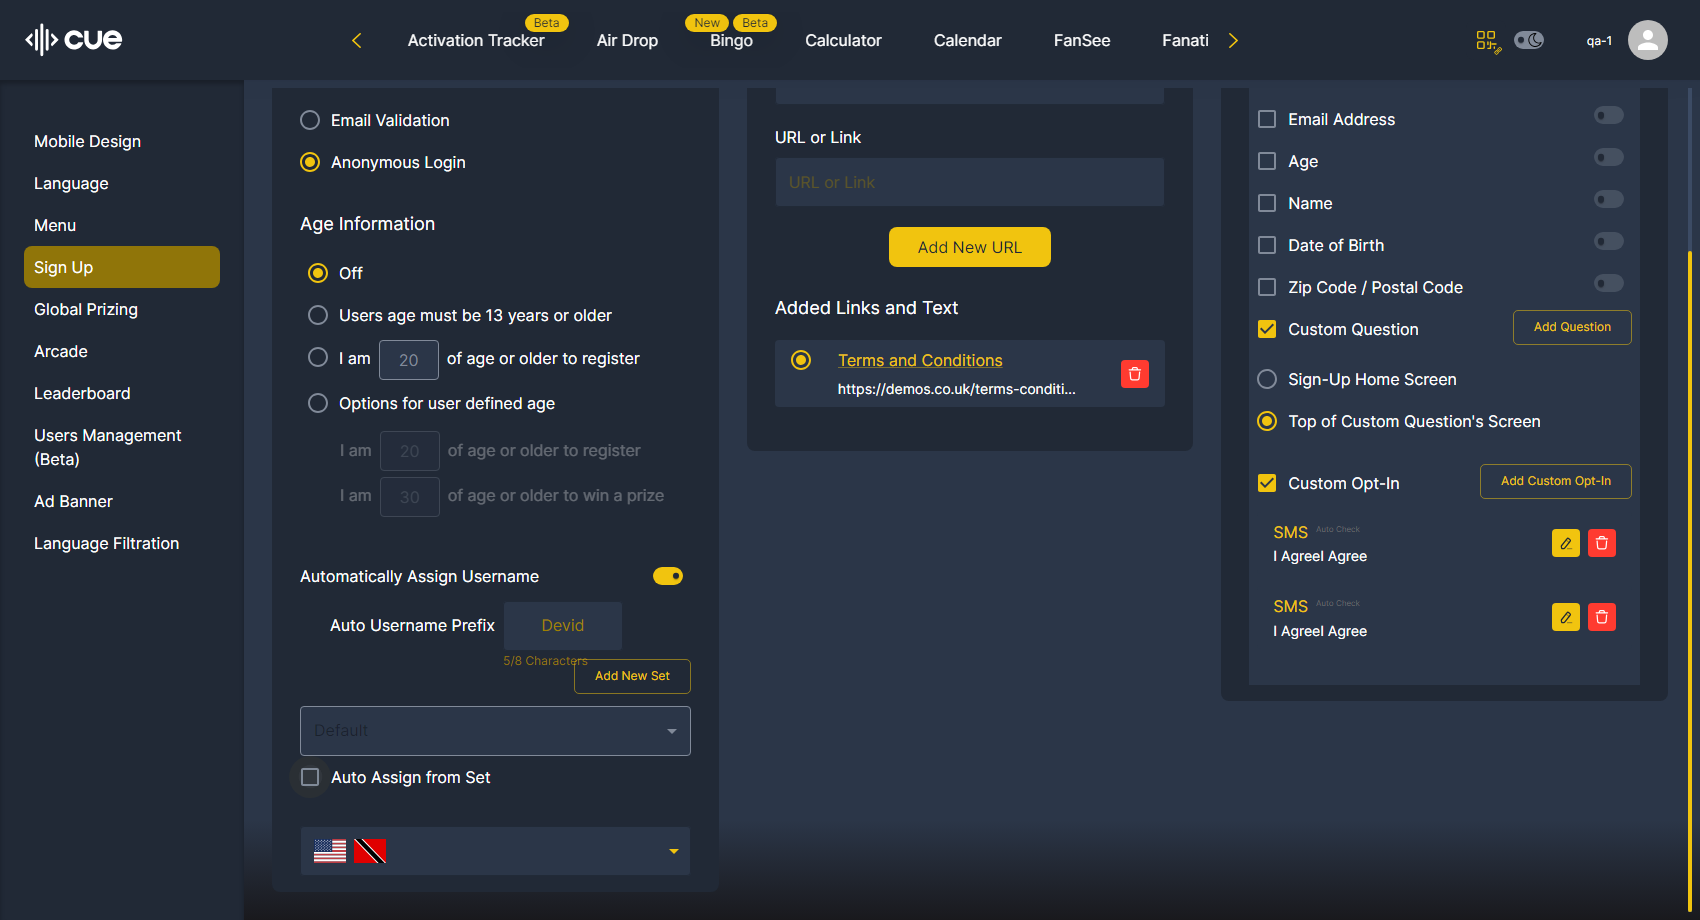 cue
Activation Tracker
Beta
Air Drop
New
Beta
Bingo
Calculator
Calendar
FanSee
Fanati
qa-1
Mobile Design
Language
Menu
Sign Up
Global Prizing
Arcade
Leaderboard
Users Management
(Beta)
Ad Banner
Language Filtration
Email Validation
Anonymous Login
Age Information
Off
Users age must be 13 years or older
I am 20 of age or older to register
Options for user defined age
I am 20 of age or older to register
I am 30 of age or older to win a prize
Automatically Assign Username
Auto Username Prefix Devid
5/8 Characters
Add New Set
Default
Auto Assign from Set
URL or Link
URL or Link
Add New URL
Added Links and Text
Terms and Conditions
https://demos.co.uk/terms-conditi...
Email Address
Age
Name
Date of Birth
Zip Code / Postal Code
Custom Question Add Question
Sign-Up Home Screen
Top of Custom Question's Screen
Custom Opt-In Add Custom Opt-In
SMS Auto Check
I AgreeI Agree
SMS Auto Check
I AgreeI Agree